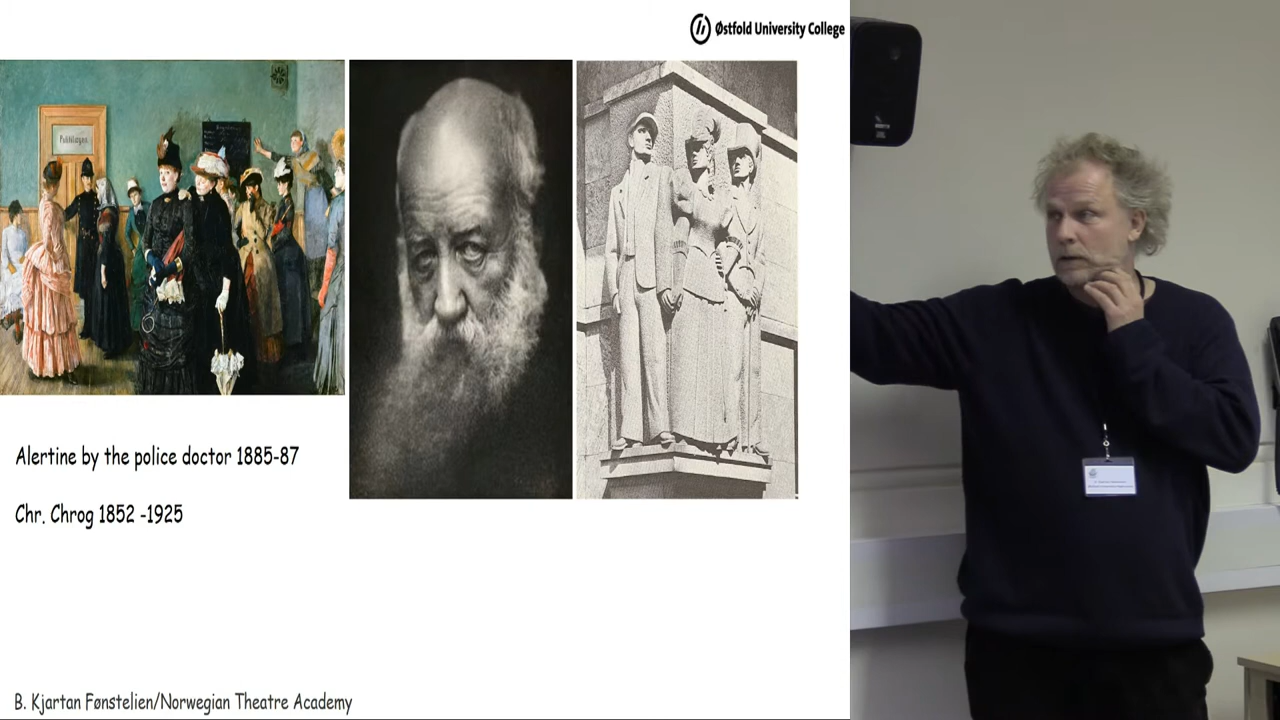 Østfold University College
Alertine by the police doctor 1885-87
Chr. Chrog 1852 -1925
B. Kjartan Fønstelien/Norwegian Theatre Academy